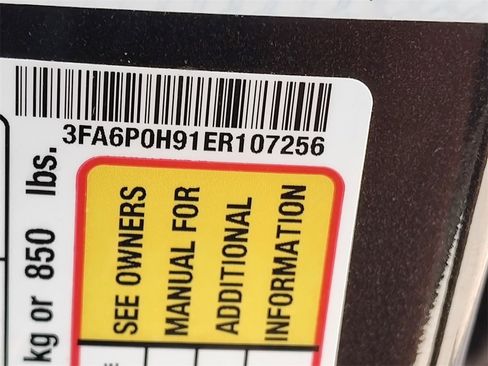 3FA6P0H91ER107256
kg or 850 lbs.
SEE OWNERS
MANUAL FOR
ADDITIONAL
INFORMATION